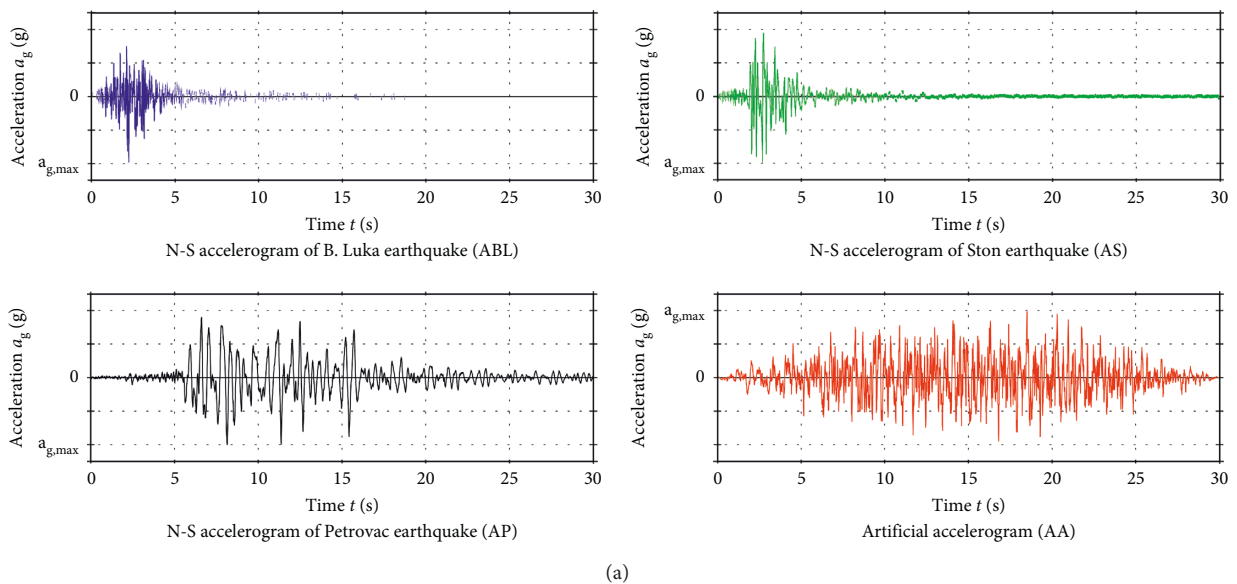 Acceleration a_g (g)
0
a_g,max
0 5 10 15 20 25 30
Time t (s)
N-S accelerogram of B. Luka earthquake (ABL)
Acceleration a_g (g)
0
a_g,max
0 5 10 15 20 25 30
Time t (s)
N-S accelerogram of Ston earthquake (AS)
Acceleration a_g (g)
0
a_g,max
0 5 10 15 20 25 30
Time t (s)
N-S accelerogram of Petrovac earthquake (AP)
Acceleration a_g (g)
a_g,max
0
0 5 10 15 20 25 30
Time t (s)
Artificial accelerogram (AA)
(a)